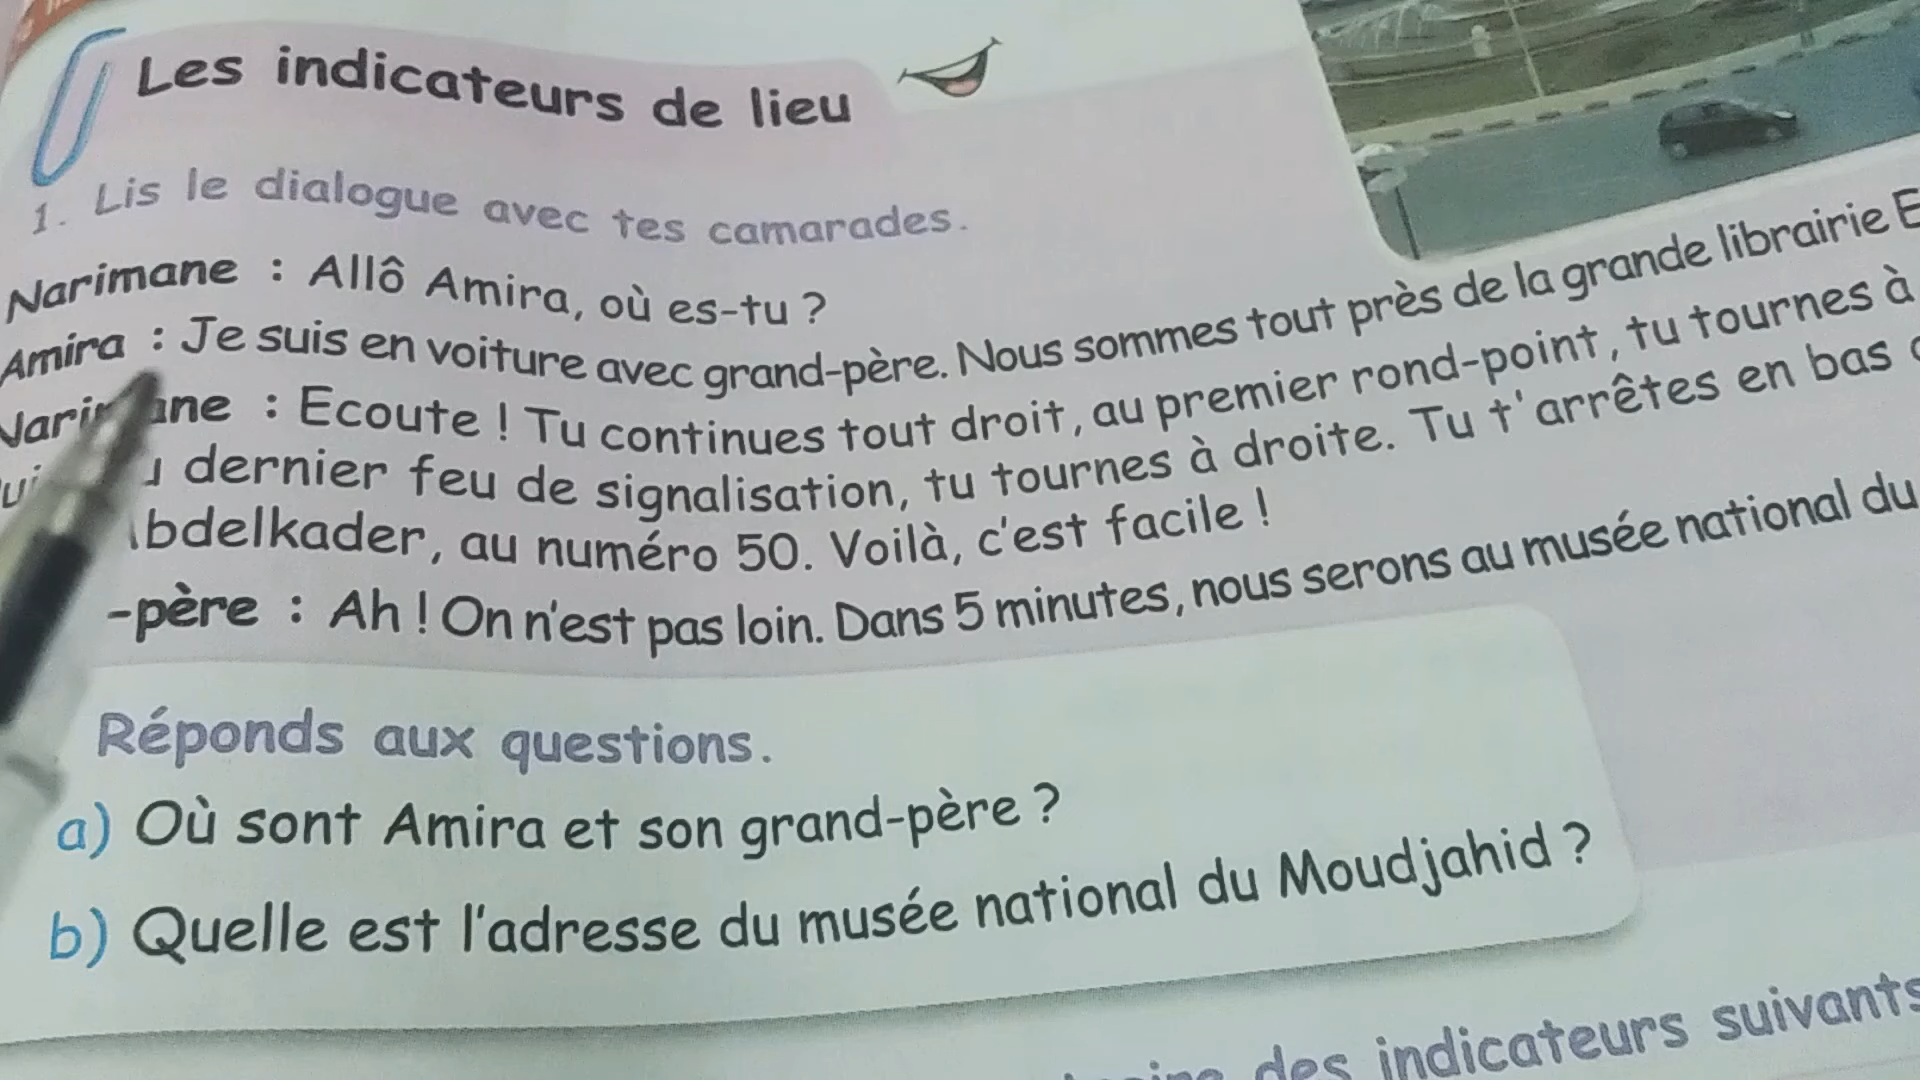 Les indicateurs de lieu
1. Lis le dialogue avec tes camarades.
Narimane : Allô Amira, où es-tu ?
Amira : Je suis en voiture avec grand-père. Nous sommes tout près de la grande librairie E
Narimane : Ecoute ! Tu continues tout droit, au premier rond-point, tu tournes à
dernier feu de signalisation, tu tournes à droite. Tu t'arrêtes en bas
bdelkader, au numéro 50. Voilà, c'est facile !
-père : Ah ! On n'est pas loin. Dans 5 minutes, nous serons au musée national du
Réponds aux questions.
a) Où sont Amira et son grand-père ?
b) Quelle est l'adresse du musée national du Moudjahid ?
des indicateurs suivants